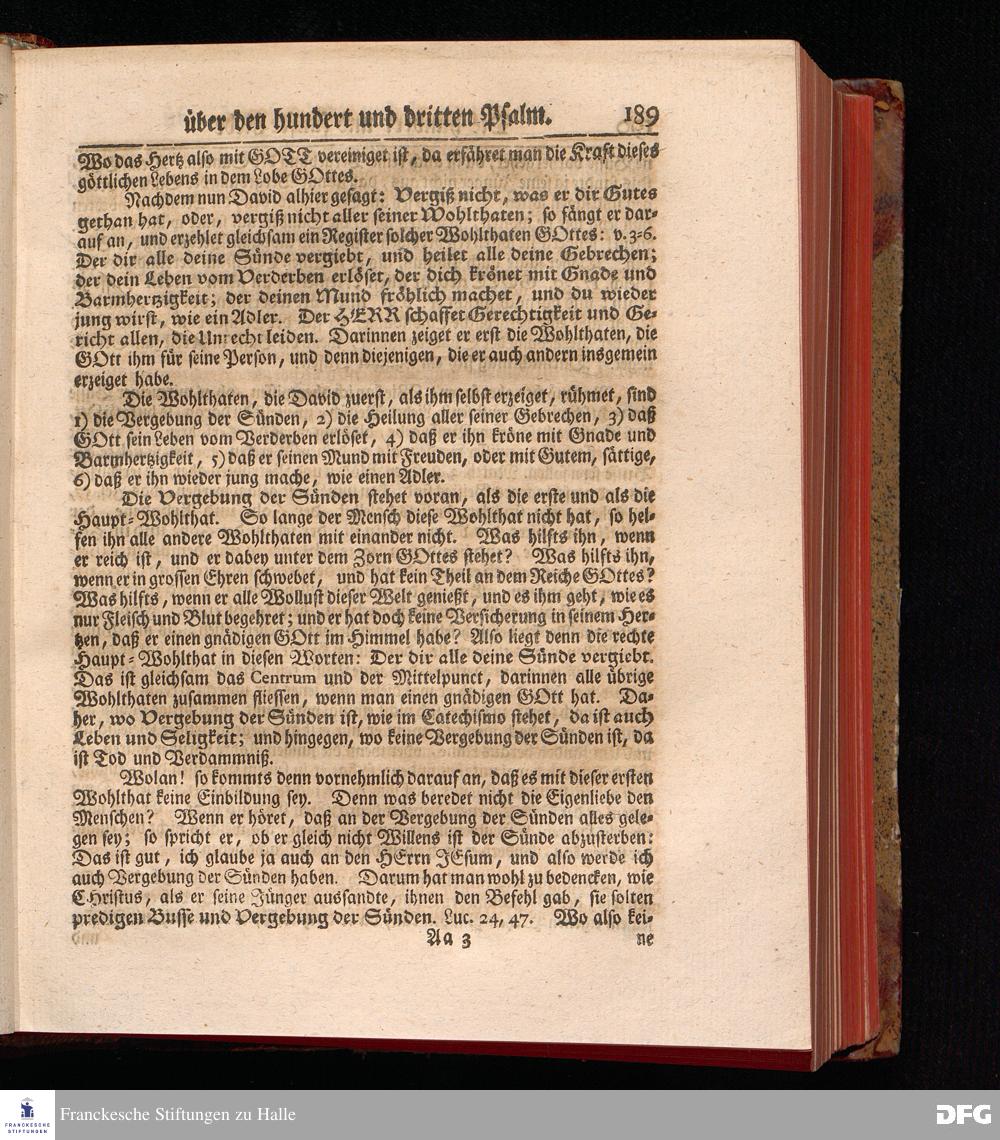 über den hundert und dritten Psalm. 189
Wo das Hertz also mit GOTT vereiniget ist, da erfähret man die Kraft dieses
göttlichen Lebens in dem Lobe GOttes.
Nachdem nun David alhier gesagt: Vergiß nicht, was er dir Gutes
gethan hat, oder, vergiß nicht aller seiner Wohlthaten; so fängt er dar-
auf an, und erzehlet gleichsam ein Register solcher Wohlthaten GOttes: v. 3-6.
Der dir alle deine Sünde vergiebt, und heilet alle deine Gebrechen;
der dein Leben vom Verderben erlöset, der dich krönet mit Gnade und
Barmhertzigkeit; der deinen Mund fröhlich machet, und du wieder
jung wirst, wie ein Adler. Der HERR schaffet Gerechtigkeit und Ge-
richt allen, die Unrecht leiden. Darinnen zeiget er erst die Wohlthaten, die
GOtt ihm für seine Person, und denn diejenigen, die er auch andern insgemein
erzeiget habe.
Die Wohlthaten, die David zuerst, als ihm selbst erzeiget, rühmet, sind
1) die Vergebung der Sünden, 2) die Heilung aller seiner Gebrechen, 3) daß
GOtt sein Leben vom Verderben erlöset, 4) daß er ihn kröne mit Gnade und
Barmhertzigkeit, 5) daß er seinen Mund mit Freuden, oder mit Gutem, sättige,
6) daß er ihn wieder jung mache, wie einen Adler.
Die Vergebung der Sünden stehet voran, als die erste und als die
Haupt-Wohlthat. So lange der Mensch diese Wohlthat nicht hat, so hel-
fen ihn alle andere Wohlthaten mit einander nicht. Was hilfts ihn, wenn
er reich ist, und er dabey unter dem Zorn GOttes stehet? Was hilfts ihn,
wenn er in grossen Ehren schwebet, und hat kein Theil an dem Reiche GOttes?
Was hilfts, wenn er alle Wollust dieser Welt genießt, und es ihm geht, wie es
nur Fleisch und Blut begehret; und er hat doch keine Versicherung in seinem Her-
tzen, daß er einen gnädigen GOtt im Himmel habe? Also liegt denn die rechte
Haupt-Wohlthat in diesen Worten: Der dir alle deine Sünde vergiebt.
Das ist gleichsam das Centrum und der Mittelpunct, darinnen alle übrige
Wohlthaten zusammen fliessen, wenn man einen gnädigen GOtt hat. Da-
her, wo Vergebung der Sünden ist, wie im Catechismo stehet, da ist auch
Leben und Seligkeit; und hingegen, wo keine Vergebung der Sünden ist, da
ist Tod und Verdammniß.
Wolan! so kommts denn vornehmlich darauf an, daß es mit dieser ersten
Wohlthat keine Einbildung sey. Denn was beredet nicht die Eigenliebe den
Menschen? Wenn er höret, daß an der Vergebung der Sünden alles gele-
gen sey; so spricht er, ob er gleich nicht Willens ist der Sünde abzusterben:
Das ist gut, ich glaube ja auch an den HErrn JEsum, und also werde ich
auch Vergebung der Sünden haben. Darum hat man wohl zu bedencken, wie
CHristus, als er seine Jünger aussandte, ihnen den Befehl gab, sie solten
predigen Busse und Vergebung der Sünden. Luc. 24, 47. Wo also kei-
Aa 3 ne
FRANCKESCHE STIFTUNGEN
Franckesche Stiftungen zu Halle
DFG